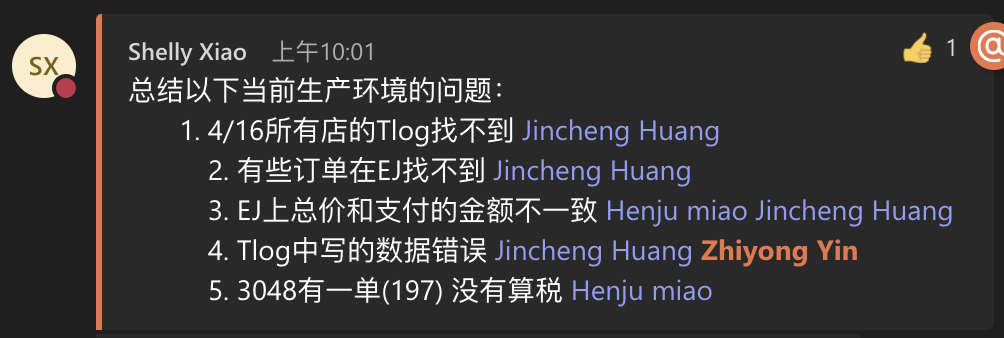 SX
Shelly Xiao 上午10:01
1
@
总结以下当前生产环境的问题：
1. 4/16所有店的Tlog找不到 Jincheng Huang
2. 有些订单在EJ找不到 Jincheng Huang
3. EJ上总价和支付的金额不一致 Henju miao Jincheng Huang
4. Tlog中写的数据错误 Jincheng Huang Zhiyong Yin
5. 3048有一单(197) 没有算税 Henju miao